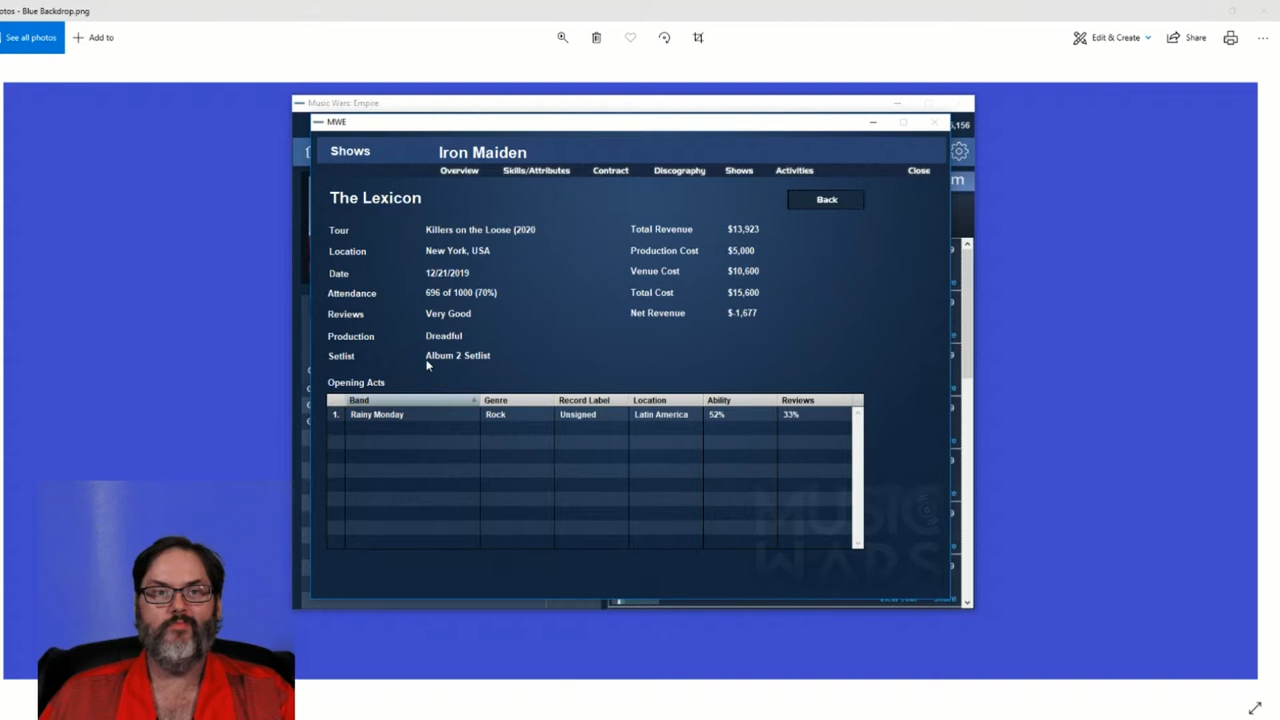 otos - Blue Backdrop.png
See all photos
Add to
Edit & Create
Share
Music Wars: Empire
MWE
5,156
Shows
Iron Maiden
Overview
Skills/Attributes
Contract
Discography
Shows
Activities
Close
m
The Lexicon
Back
Tour
Killers on the Loose (2020
Total Revenue
$13,923
Location
New York, USA
Production Cost
$5,000
Date
12/21/2019
Venue Cost
$10,600
Attendance
696 of 1000 (70%)
Total Cost
$15,600
Reviews
Very Good
Net Revenue
$-1,677
Production
Dreadful
Setlist
Album 2 Setlist
Opening Acts
Band
Genre
Record Label
Location
Ability
Reviews
1.
Rainy Monday
Rock
Unsigned
Latin America
52%
33%
MUSIC
WARS